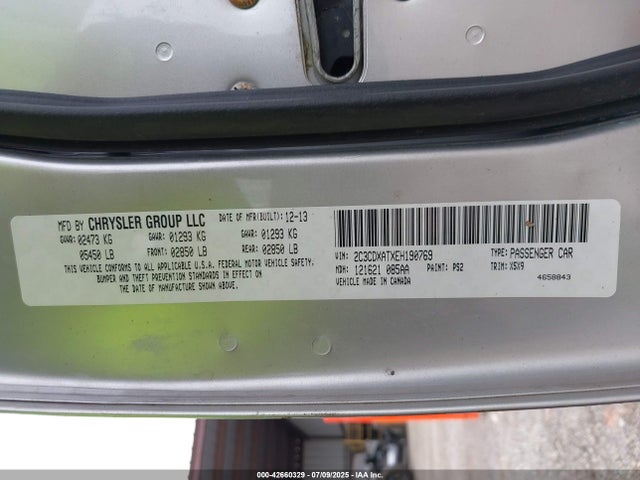 MFD BY CHRYSLER GROUP LLC DATE OF MFR(BUILT): 12-13
GVWR: 02473 KG GAWR: 01293 KG GAWR: 01293 KG
05450 LB FRONT: 02850 LB REAR: 02850 LB
THIS VEHICLE CONFORMS TO ALL APPLICABLE U.S.A. FEDERAL MOTOR VEHICLE SAFETY,
BUMPER AND THEFT PREVENTION STANDARDS IN EFFECT ON
THE DATE OF MANUFACTURE SHOWN ABOVE.
VIN: 2C3CDXATXEH190769 TYPE: PASSENGER CAR
MDH: 121621 085AA PAINT: PS2 TRIM: X5X9
VEHICLE MADE IN CANADA 4658843
000-42660329 | 07/09/2025 | IAA Inc.